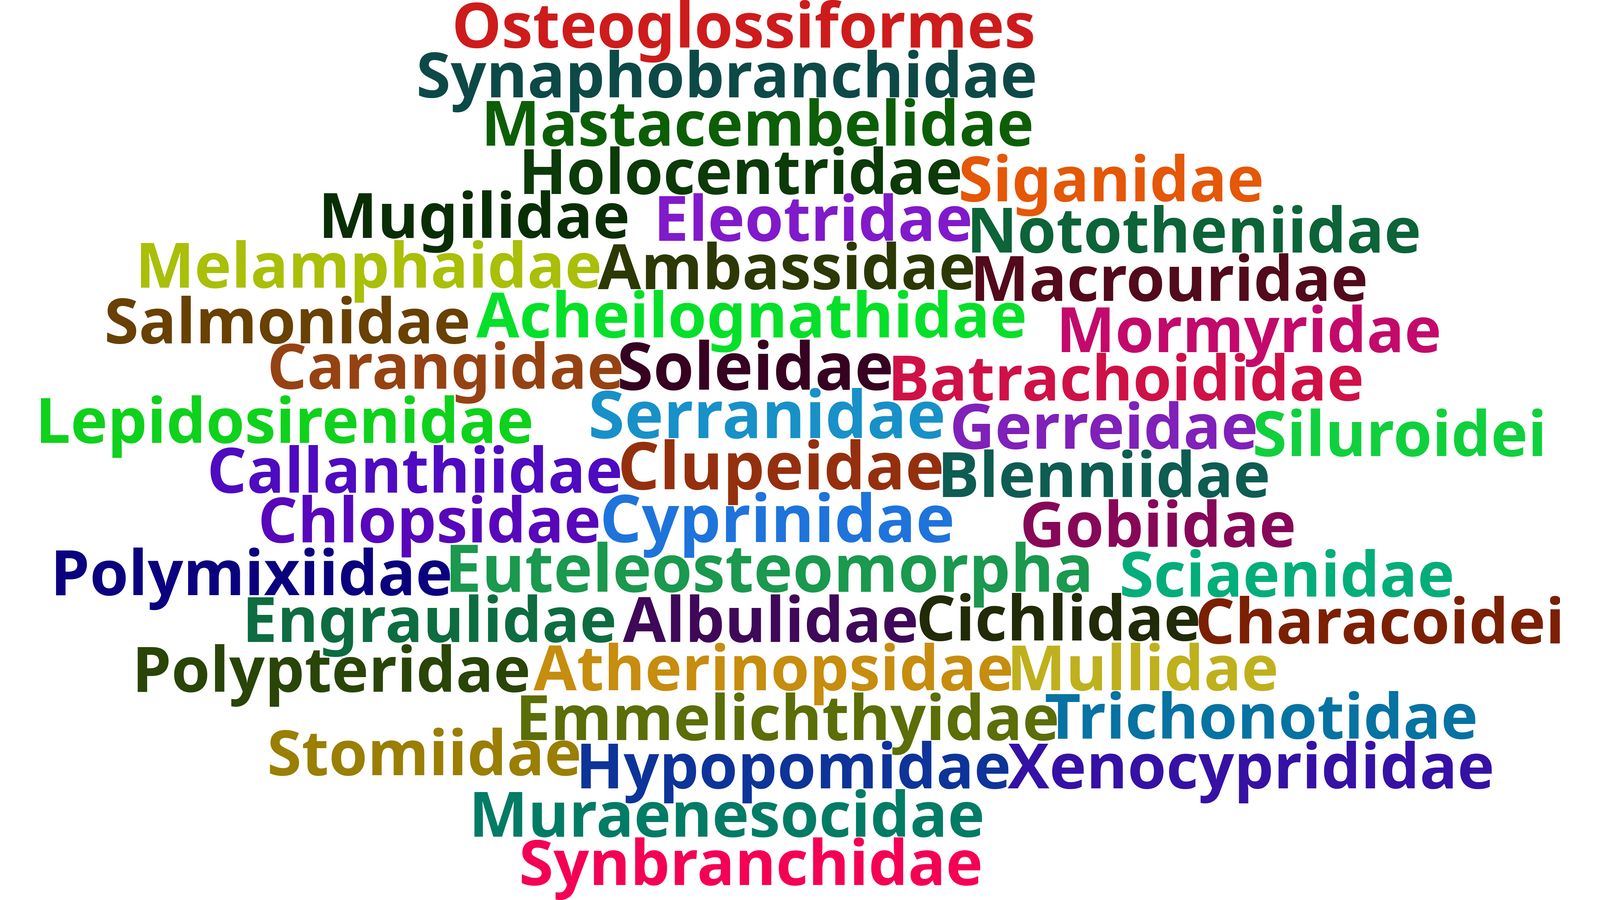 Osteoglossiformes
Synaphobranchidae
Mastacembelidae
Holocentridae Siganidae
Mugilidae Eleotridae Nototheniidae
Melamphaidae Ambassidae Macrouridae
Salmonidae Acheilognathidae Mormyridae
Carangidae Soleidae Batrachoididae
Lepidosirenidae Serranidae Gerreidae Siluroidei
Callanthiidae Clupeidae Blenniidae
Chlopsidae Cyprinidae Gobiidae
Polymixiidae Euteleosteomorpha Sciaenidae
Engraulidae Albulidae Cichlidae Characoidei
Polypteridae Atherinopsidae Mullidae
Emmelichthyidae Trichonotidae
Stomiidae Hypopomidae Xenocyprididae
Muraenesocidae
Synbranchidae